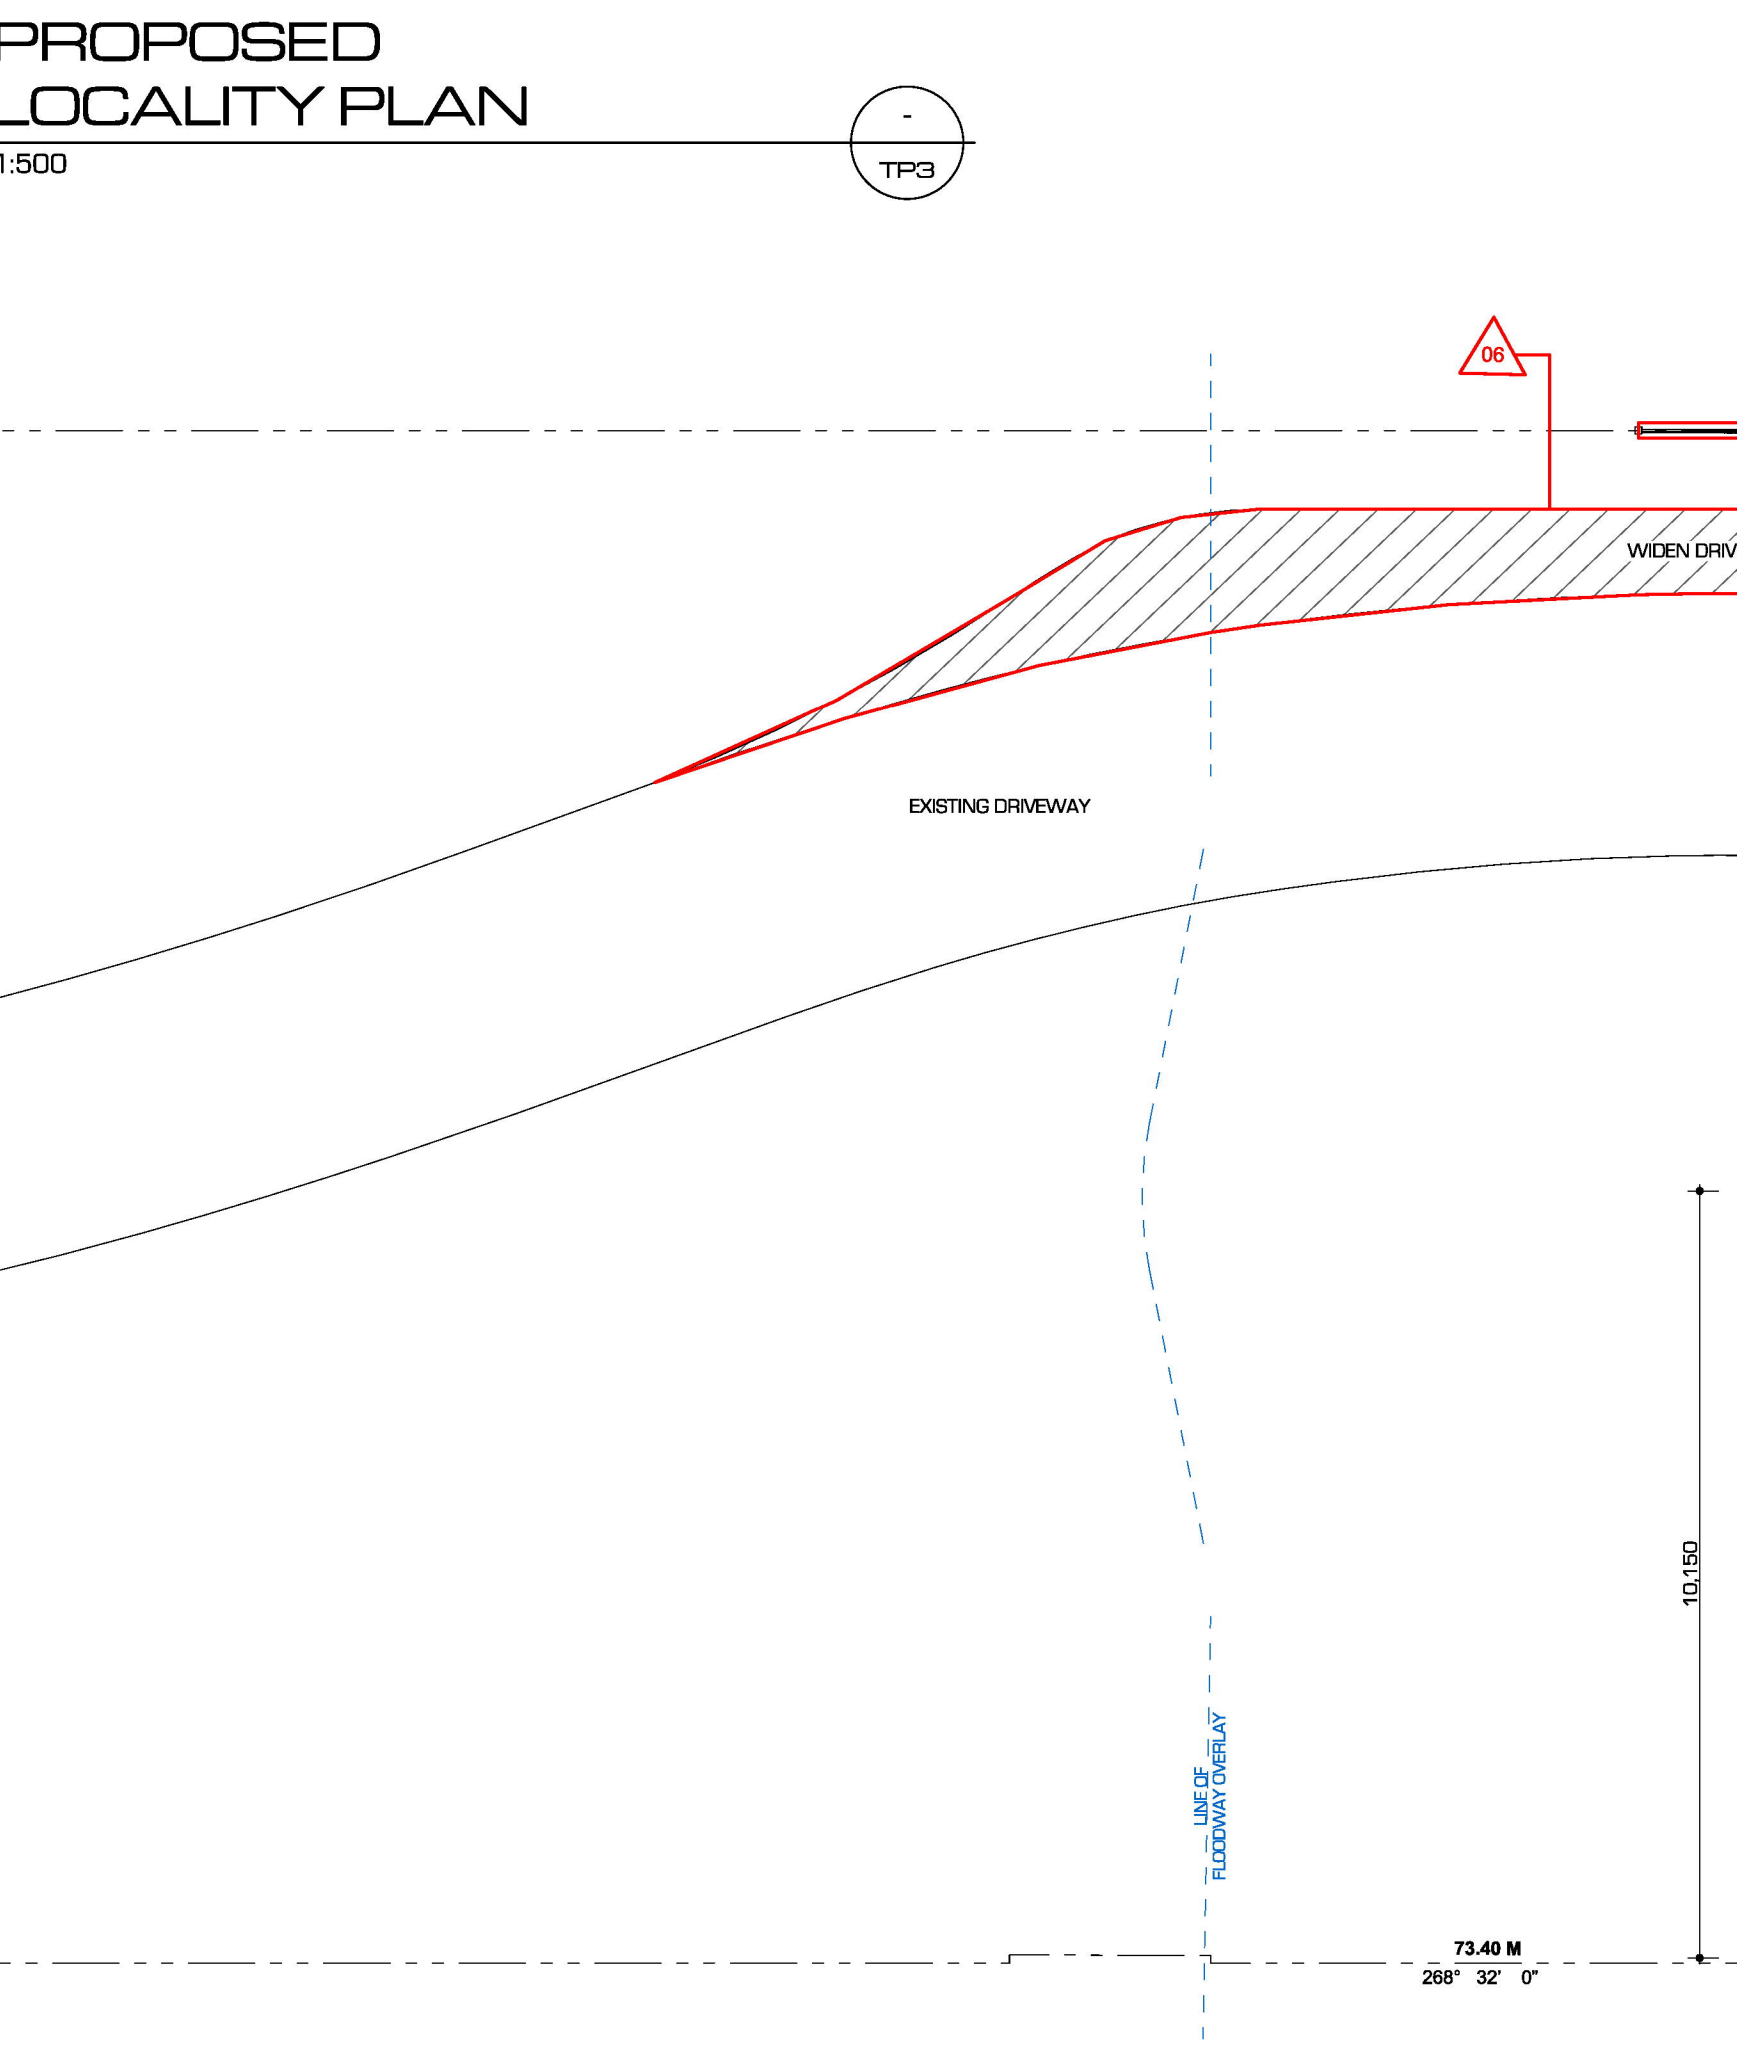 PROPOSED
LOCALITY PLAN
1:500
-
TP3
06
WIDEN DRIV
EXISTING DRIVEWAY
10,150
LINE OF
FLOODWAY OVERLAY
73.40 M
268° 32' 0"